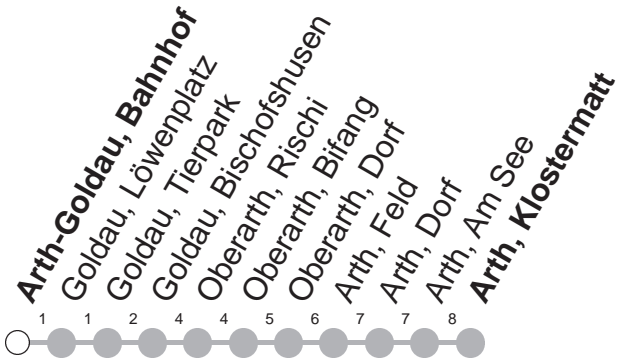 Arth-Goldau, Bahnhof
Goldau, Löwenplatz
Goldau, Tierpark
Goldau, Bischofshusen
Oberarth, Rischi
Oberarth, Bifang
Oberarth, Dorf
Arth, Feld
Arth, Dorf
Arth, Am See
Arth, Klostermatt
1 1 2 4 4 5 6 7 7 8